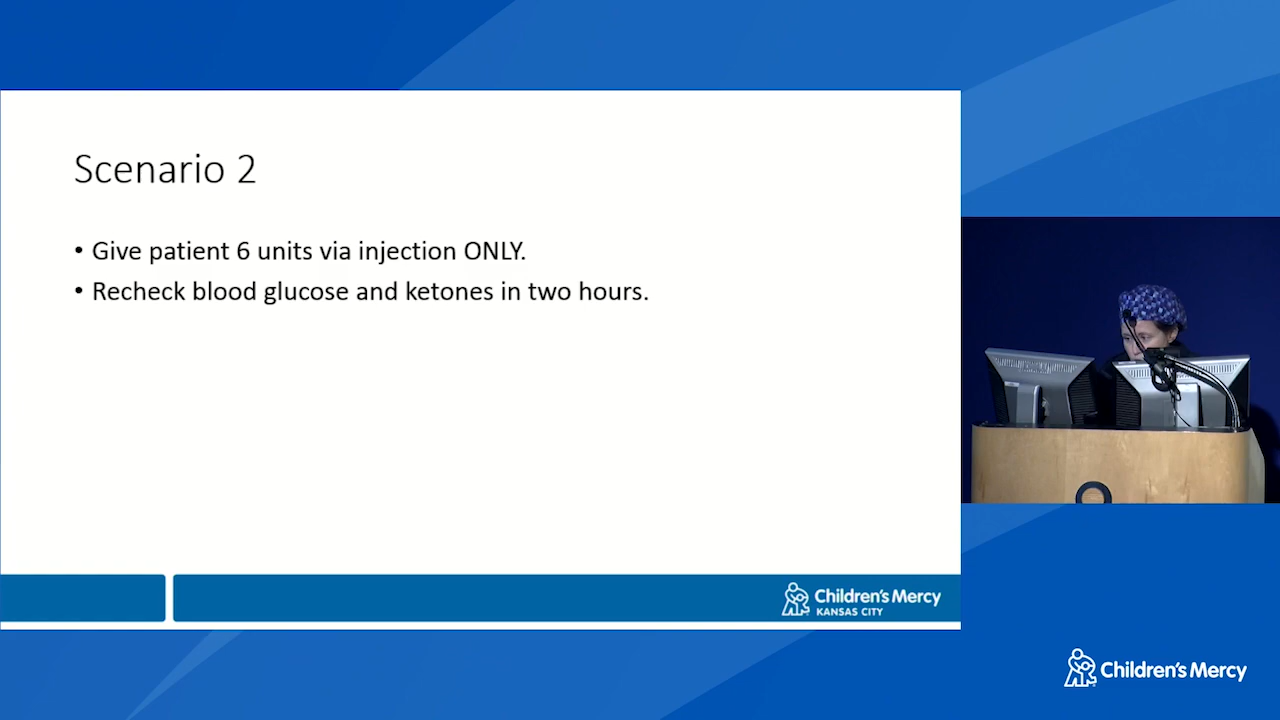 Scenario 2
• Give patient 6 units via injection ONLY.
• Recheck blood glucose and ketones in two hours.
Children's Mercy
KANSAS CITY
Children's Mercy